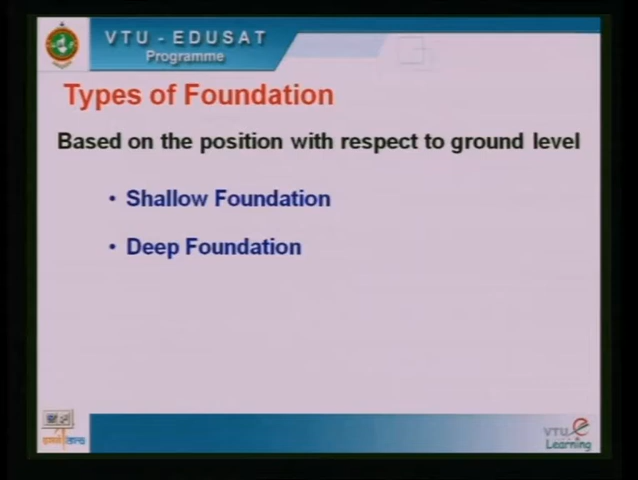 VTU - EDUSAT
Programme
Types of Foundation
Based on the position with respect to ground level
• Shallow Foundation
• Deep Foundation
VTU e
Learning